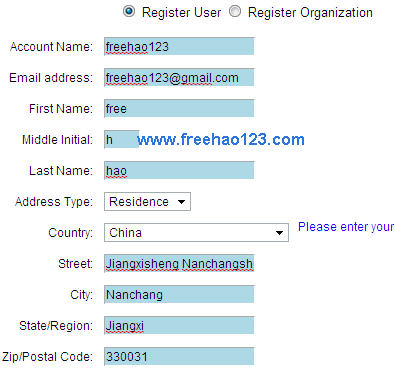 Register User Register Organization
Account Name: freehao123
Email address: freehao123@gmail.com
First Name: free
Middle Initial: h www.freehao123.com
Last Name: hao
Address Type: Residence
Country: China Please enter your
Street: Jiangxisheng Nanchangsh
City: Nanchang
State/Region: Jiangxi
Zip/Postal Code: 330031